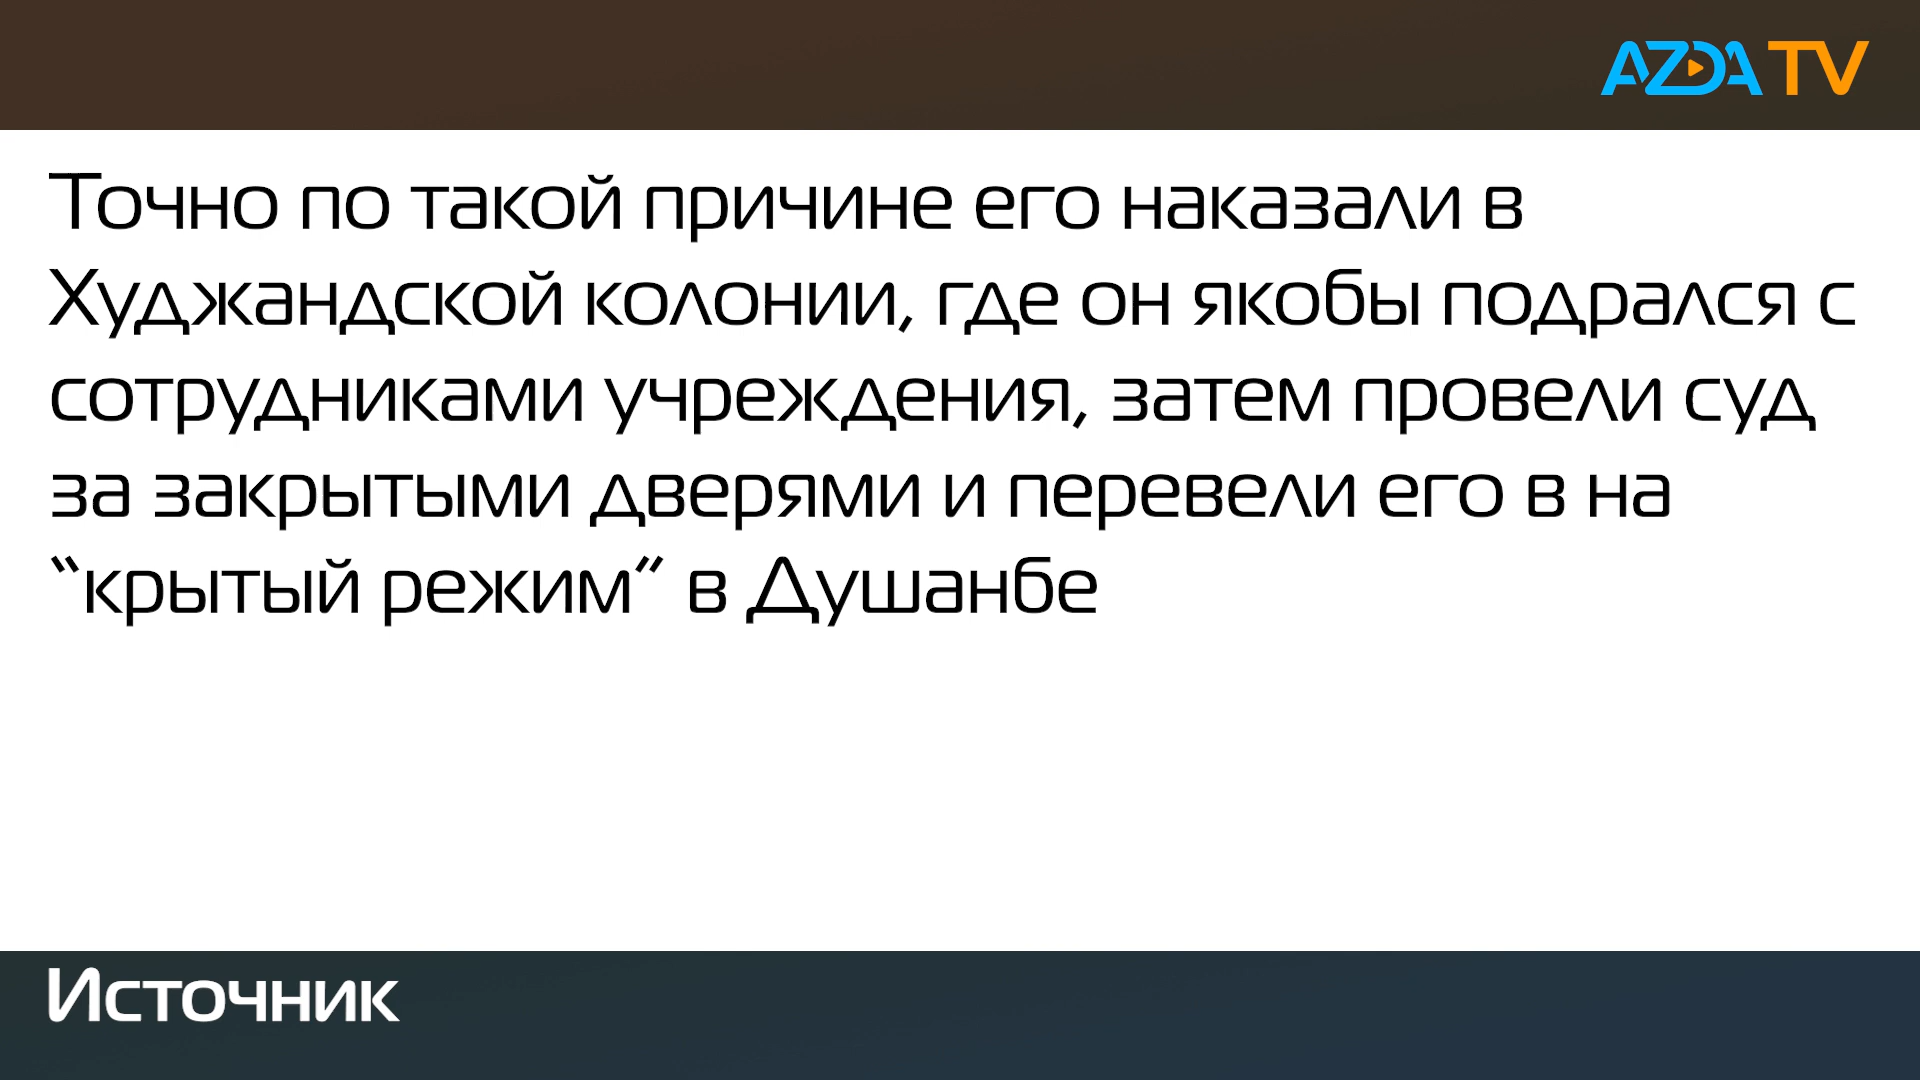 AZDA TV
Точно по такой причине его наказали в
Худжандской колонии, где он якобы подрался с
сотрудниками учреждения, затем провели суд
за закрытыми дверями и перевели его в на
“крытый режим” в Душанбе
Источник